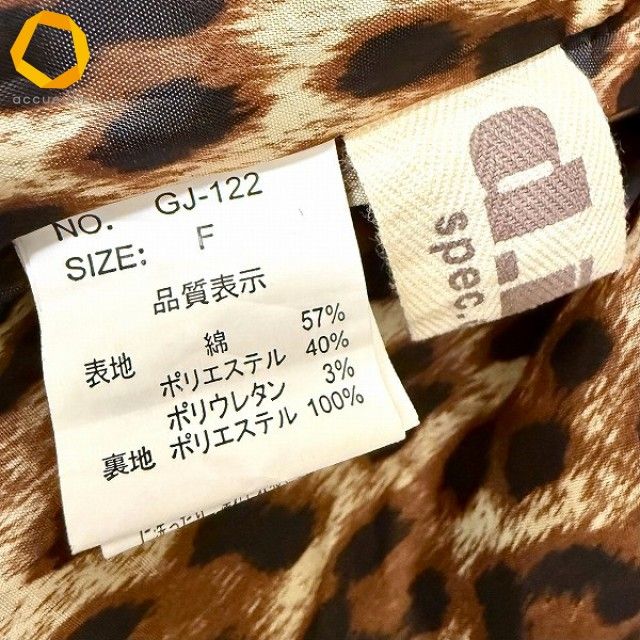 NO. GJ-122
SIZE: F
品質表示
表地 綿 57%
ポリエステル 40%
ポリウレタン 3%
裏地 ポリエステル 100%
spec.